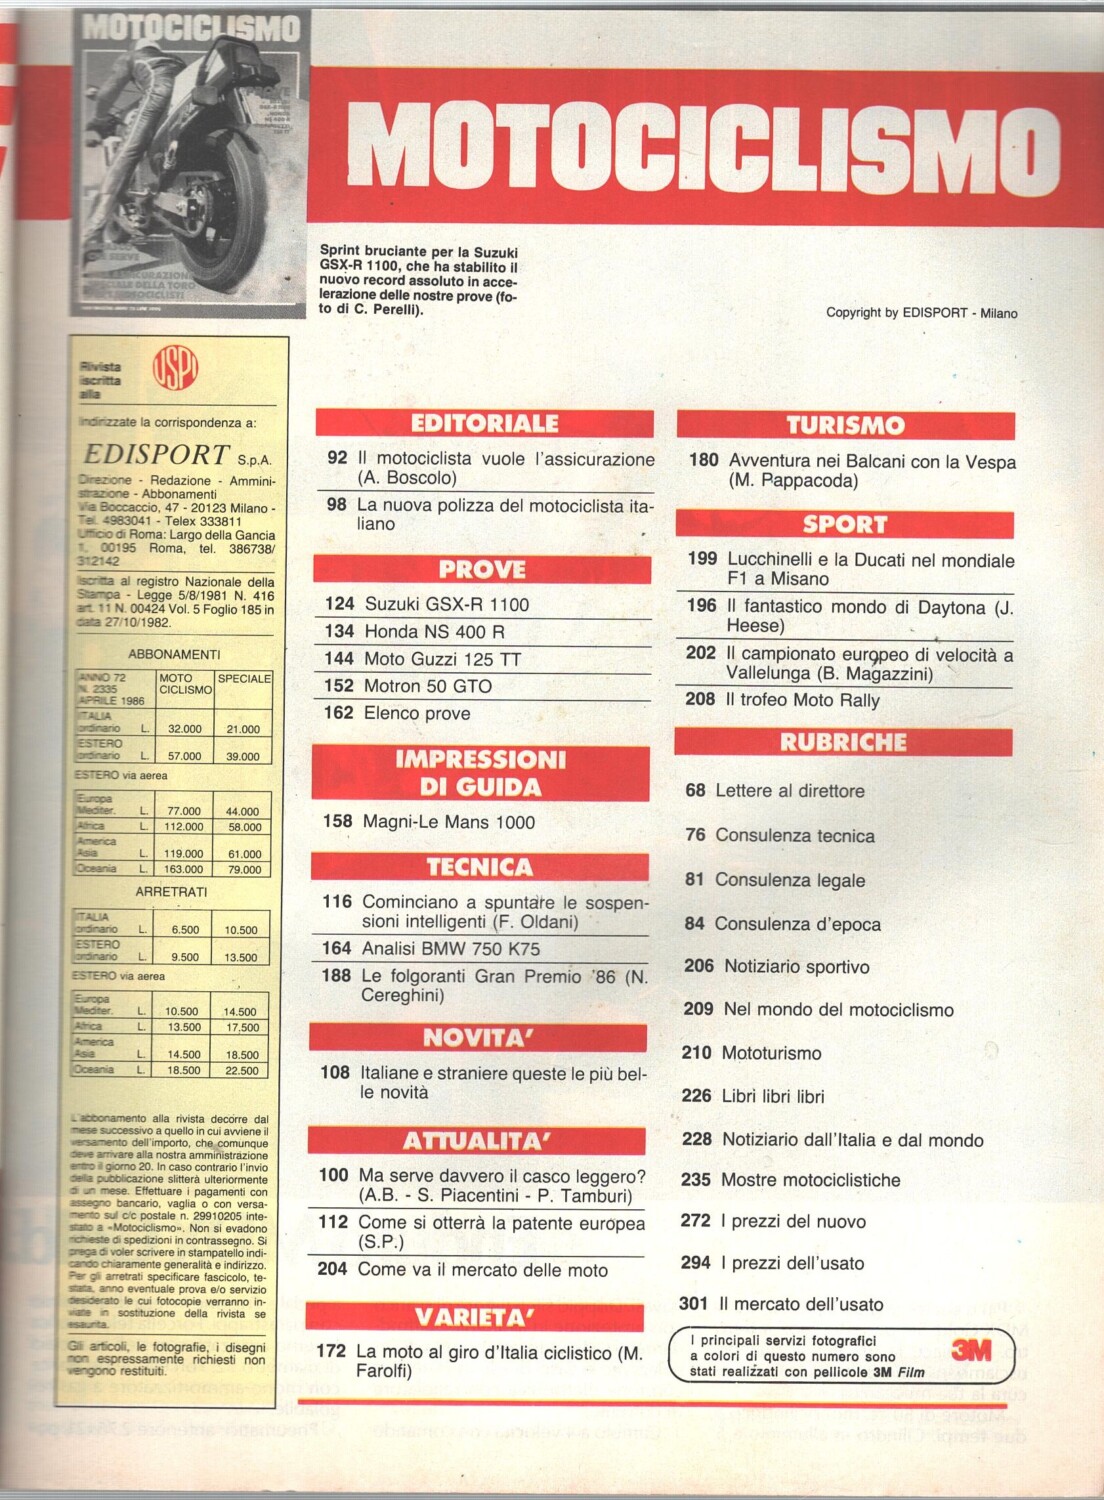 MOTOCICLISMO
MOTOCICLISMO
Sprint bruciante per la Suzuki
GSX-R 1100, che ha stabilito il
nuovo record assoluto in acce-
lerazione delle nostre prove (fo-
to di C. Perelli).
Copyright by EDISPORT - Milano
Rivista
iscritta
alla
USPI
Indirizzate la corrispondenza a:
EDISPORT S.p.A.
Direzione - Redazione - Ammini-
strazione - Abbonamenti
Via Boccaccio, 47 - 20123 Milano -
Tel. 4983041 - Telex 333811
Ufficio di Roma: Largo della Gancia
1, 00195 Roma, tel. 386738/
312142
Iscritta al registro Nazionale della
Stampa - Legge 5/8/1981 N. 416
art. 11 N. 00424 Vol. 5 Foglio 185 in
data 27/10/1982.
ABBONAMENTI
ANNO 72
N. 2335
APRILE 1986
MOTO
CICLISMO
SPECIALE
ITALIA
ordinario L. 32.000 21.000
ESTERO
ordinario L. 57.000 39.000
ESTERO via aerea
Europa
Mediter. L. 77.000 44.000
Africa L. 112.000 58.000
America
Asia L. 119.000 61.000
Oceania L. 163.000 79.000
ARRETRATI
ITALIA
ordinario L. 6.500 10.500
ESTERO
ordinario L. 9.500 13.500
ESTERO via aerea
Europa
Mediter. L. 10.500 14.500
Africa L. 13.500 17,500
America
Asia L. 14.500 18.500
Oceania L. 18.500 22.500
L'abbonamento alla rivista decorre dal
mese successivo a quello in cui avviene il
versamento dell'importo, che comunque
deve arrivare alla nostra amministrazione
entro il giorno 20. In caso contrario l'invio
della pubblicazione slitterà ulteriormente
di un mese. Effettuare i pagamenti con
assegno bancario, vaglia o con versa-
mento sul c/c postale n. 29910205 inte-
stato a «Motociclismo». Non si evadono
richieste di spedizioni in contrassegno. Si
prega di voler scrivere in stampatello indi-
cando chiaramente generalità e indirizzo.
Per gli arretrati specificare fascicolo, te-
stata, anno eventuale prova e/o servizio
desiderato le cui fotocopie verranno in-
viate in sostituzione della rivista se
esaurita.
Gli articoli, le fotografie, i disegni
non espressamente richiesti non
vengono restituiti.
EDITORIALE
92 Il motociclista vuole l'assicurazione
(A. Boscolo)
98 La nuova polizza del motociclista ita-
liano
PROVE
124 Suzuki GSX-R 1100
134 Honda NS 400 R
144 Moto Guzzi 125 TT
152 Motron 50 GTO
162 Elenco prove
IMPRESSIONI
DI GUIDA
158 Magni-Le Mans 1000
TECNICA
116 Cominciano a spuntare le sospen-
sioni intelligenti (F. Oldani)
164 Analisi BMW 750 K75
188 Le folgoranti Gran Premio '86 (N.
Cereghini)
NOVITA'
108 Italiane e straniere queste le più bel-
le novità
ATTUALITA'
100 Ma serve davvero il casco leggero?
(A.B. - S. Piacentini - P. Tamburi)
112 Come si otterrà la patente europea
(S.P.)
204 Come va il mercato delle moto
VARIETA'
172 La moto al giro d'Italia ciclistico (M.
Farolfi)
TURISMO
180 Avventura nei Balcani con la Vespa
(M. Pappacoda)
SPORT
199 Lucchinelli e la Ducati nel mondiale
F1 a Misano
196 Il fantastico mondo di Daytona (J.
Heese)
202 Il campionato europeo di velocità a
Vallelunga (B. Magazzini)
208 Il trofeo Moto Rally
RUBRICHE
68 Lettere al direttore
76 Consulenza tecnica
81 Consulenza legale
84 Consulenza d'epoca
206 Notiziario sportivo
209 Nel mondo del motociclismo
210 Mototurismo
226 Libri libri libri
228 Notiziario dall'Italia e dal mondo
235 Mostre motociclistiche
272 I prezzi del nuovo
294 I prezzi dell'usato
301 Il mercato dell'usato
I principali servizi fotografici
a colori di questo numero sono
stati realizzati con pellicole 3M Film
3M